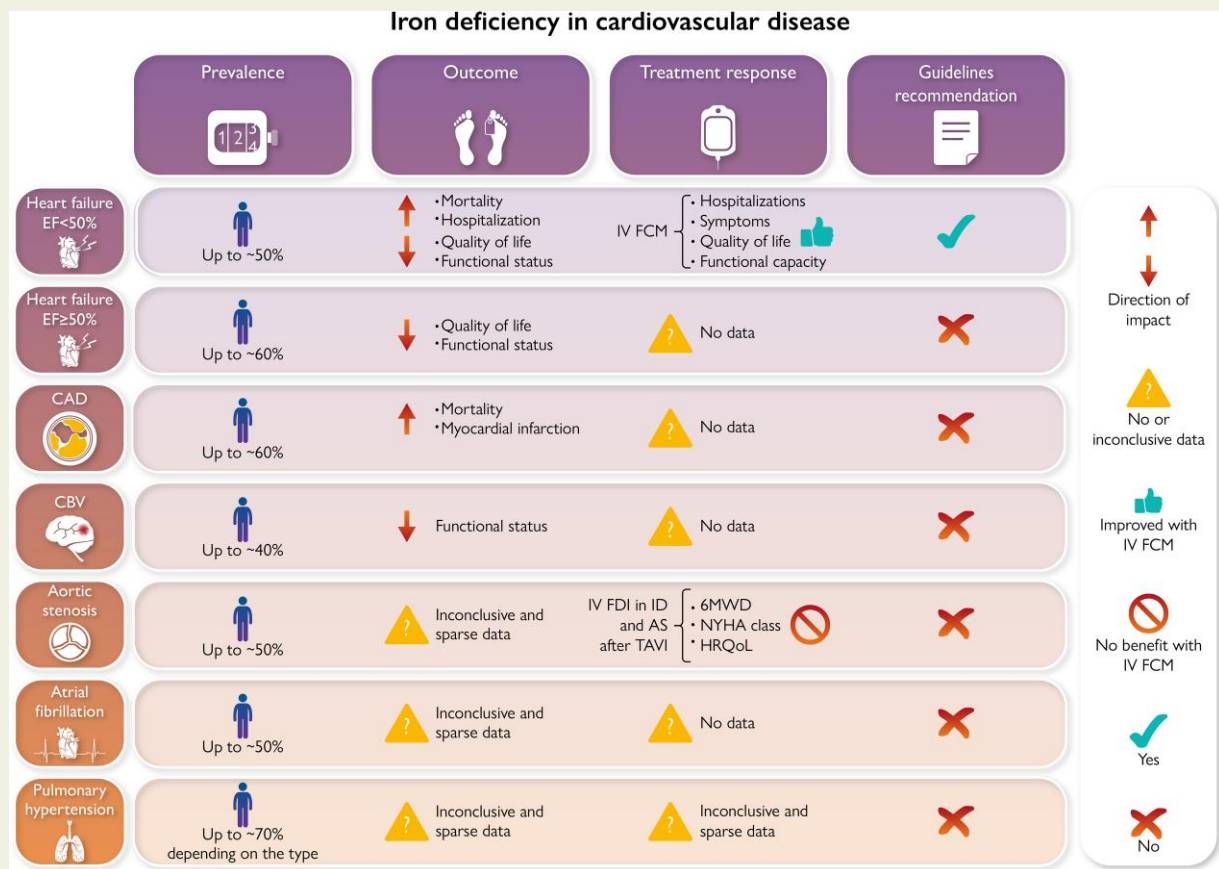 Iron deficiency in cardiovascular disease
Prevalence
1 2 3 4
Outcome
Treatment response
Guidelines
recommendation
Heart failure
EF<50%
Up to ~50%
•Mortality
•Hospitalization
•Quality of life
•Functional status
IV FCM
• Hospitalizations
• Symptoms
• Quality of life
• Functional capacity
Heart failure
EF≥50%
Up to ~60%
• Quality of life
• Functional status
?
No data
CAD
Up to ~60%
• Mortality
•Myocardial infarction
?
No data
CBV
Up to ~40%
Functional status
?
No data
Aortic
stenosis
Up to ~50%
?
Inconclusive and
sparse data
IV FDI in ID
and AS
after TAVI
• 6MWD
• NYHA class
• HRQoL
Atrial
fibrillation
Up to ~50%
?
Inconclusive and
sparse data
?
No data
Pulmonary
hypertension
Up to ~70%
depending on the type
?
Inconclusive and
sparse data
?
Inconclusive and
sparse data
Direction of
impact
?
No or
inconclusive data
Improved with
IV FCM
No benefit with
IV FCM
Yes
No